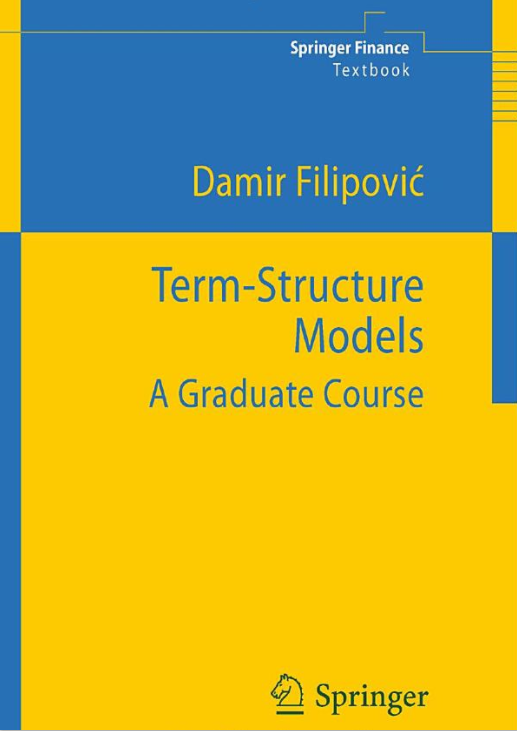 Springer Finance
Textbook
Damir Filipović
Term-Structure
Models
A Graduate Course
Springer